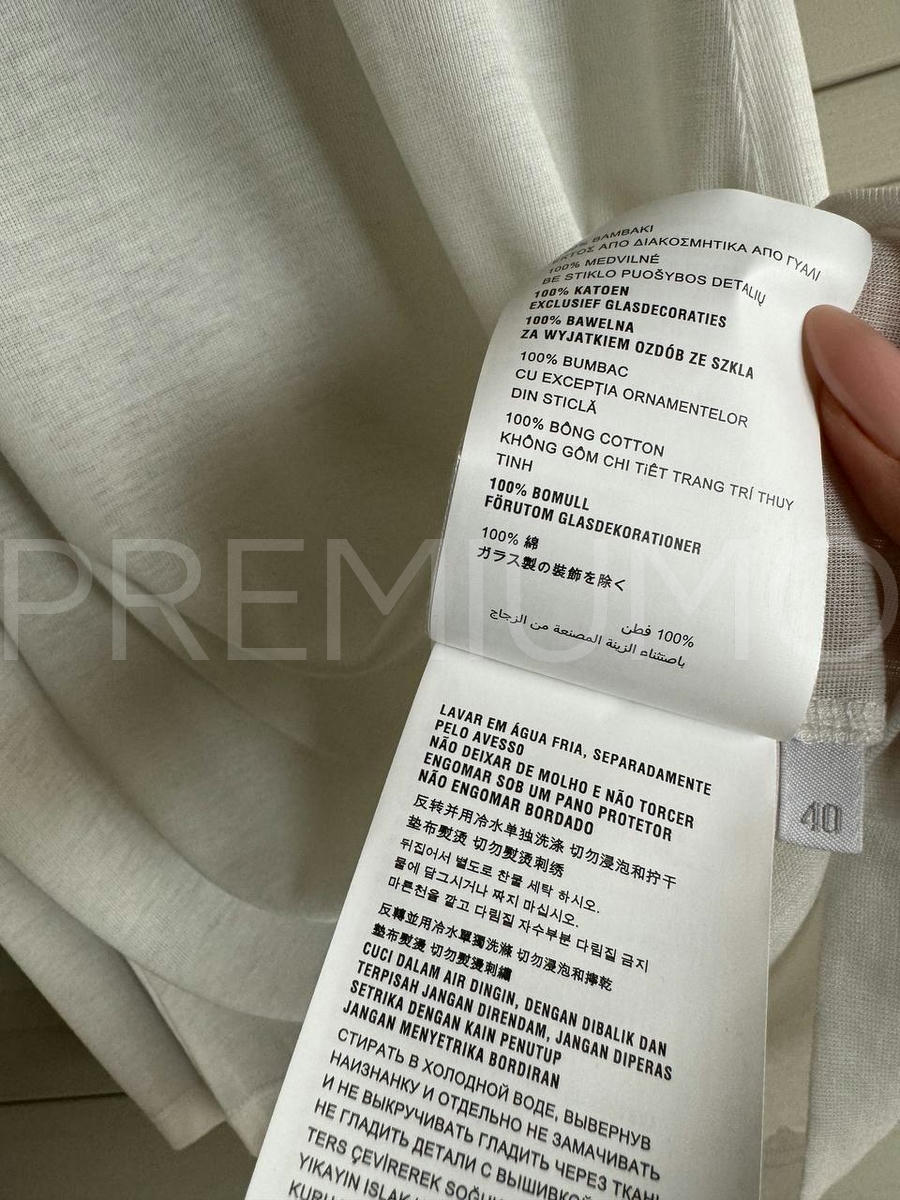 BAMBAKI
ΕΚΤΟΣ ΑΠΟ ΔΙΑΚΟΣΜΗΤΙΚΑ ΑΠΟ ΓΥΑΛΙ
100% MEDVILNĖ
BE STIKLO PUOŠYBOS DETALIŲ
100% KATOEN
EXCLUSIEF GLASDECORATIES
100% BAWELNA
ZA WYJATKIEM OZDÓB ZE SZKLA
100% BUMBAC
CU EXCEPŢIA ORNAMENTELOR
DIN STICLĂ
100% BÔNG COTTON
KHÔNG GỒM CHI TiẾT TRANG TRÍ THUY
TINH
100% BOMULL
FÖRUTOM GLASDEKORATIONER
100% 綿
ガラス製の装飾を除く
100% قطن
باستثناء الزينة المصنعة من الزجاج
PREMIUMO
LAVAR EM ÁGUA FRIA, SEPARADAMENTE
PELO AVESSO
NÃO DEIXAR DE MOLHO E NÃO TORCER
ENGOMAR SOB UM PANO PROTETOR
NÃO ENGOMAR BORDADO
反转并用冷水单独洗涤 切勿浸泡和拧干
垫布熨烫 切勿熨烫刺绣
뒤집어서 별도로 찬물 세탁 하시오.
물에 담그시거나 짜지 마십시오.
마른천을 깔고 다림질 자수부분 다림질 금지
反轉並用冷水單獨洗滌 切勿浸泡和擰乾
墊布熨燙 切勿熨燙刺繡
CUCI DALAM AIR DINGIN, DENGAN DIBALIK DAN
TERPISAH JANGAN DIRENDAM, JANGAN DIPERAS
SETRIKA DENGAN KAIN PENUTUP
JANGAN MENYETRIKA BORDIRAN
СТИРАТЬ В ХОЛОДНОЙ ВОДЕ, ВЫВЕРНУВ
НАИЗНАНКУ И ОТДЕЛЬНО НЕ ЗАМАЧИВАТЬ
И НЕ ВЫКРУЧИВАТЬ ГЛАДИТЬ ЧЕРЕЗ ТКАНЬ
НЕ ГЛАДИТЬ ДЕТАЛИ С ВЫШИВКОЙ
TERS ÇEVİREREK SOĞUK
YIKAYIN ISLAK
40